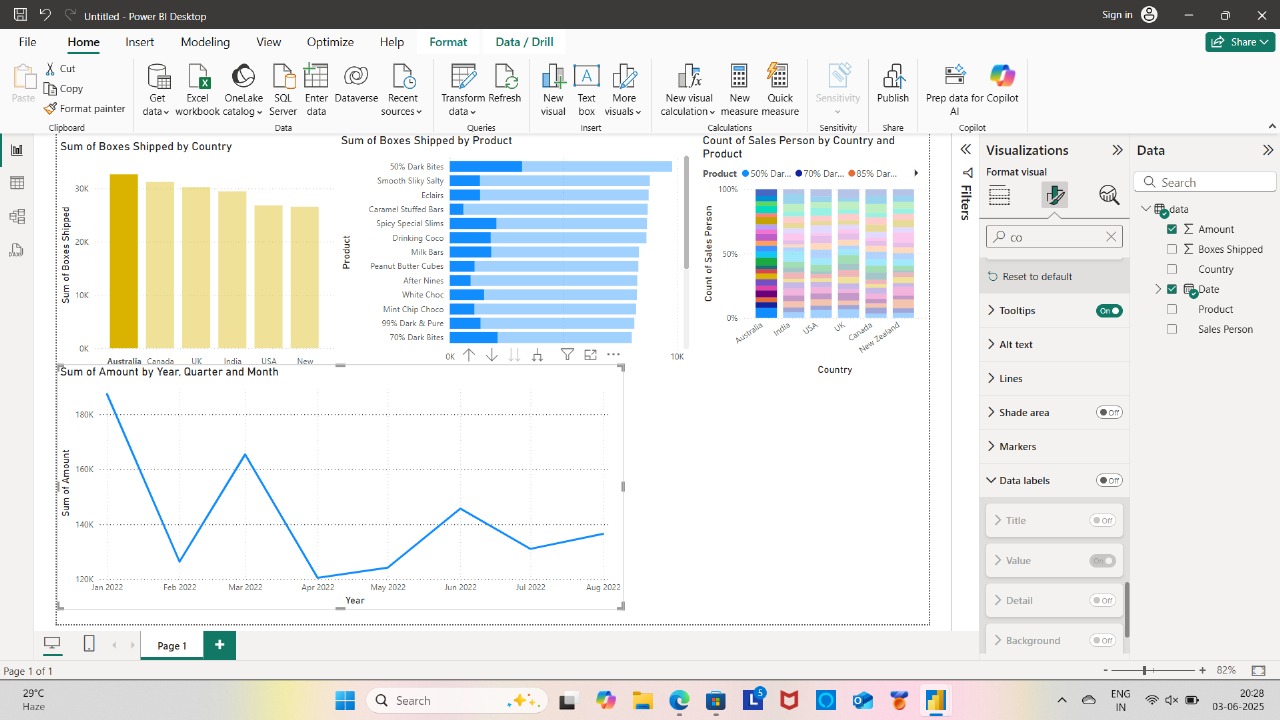 Untitled - Power BI Desktop
Sign in
File Home Insert Modeling View Optimize Help Format Data / Drill
Share
Paste
Cut
Copy
Format painter
Clipboard
Get data
Excel workbook
OneLake catalog
SQL Server
Enter data
Dataverse
Recent sources
Data
Transform data
Refresh
Queries
New visual
Text box
More visuals
Insert
New visual calculation
New measure
Quick measure
Calculations
Sensitivity
Sensitivity
Publish
Share
Prep data for AI
Copilot
Copilot
Sum of Boxes Shipped by Country
Sum of Boxes Shipped
30K
20K
10K
0K
Australia Canada UK India USA New
Sum of Boxes Shipped by Product
Product
50% Dark Bites
Smooth Sliky Salty
Eclairs
Caramel Stuffed Bars
Spicy Special Slims
Drinking Coco
Milk Bars
Peanut Butter Cubes
After Nines
White Choc
Mint Chip Choco
99% Dark & Pure
70% Dark Bites
0K
10K
Count of Sales Person by Country and
Product
Product 50% Dar... 70% Dar... 85% Dar...
Count of Sales Person
100%
50%
0%
Australia India USA UK Canada New Zealand
Country
Sum of Amount by Year, Quarter and Month
Sum of Amount
180K
160K
140K
120K
Jan 2022 Feb 2022 Mar 2022 Apr 2022 May 2022 Jun 2022 Jul 2022 Aug 2022
Year
Filters
Visualizations
Format visual
co
Reset to default
Tooltips On
Alt text
Lines
Shade area Off
Markers
Data labels Off
Title Off
Value On
Detail Off
Background Off
Data
Search
data
Amount
Boxes Shipped
Country
Date
Product
Sales Person
Page 1
Page 1 of 1
82%
29°C
Haze
Search
5
ENG
IN
20:28
03-06-2025